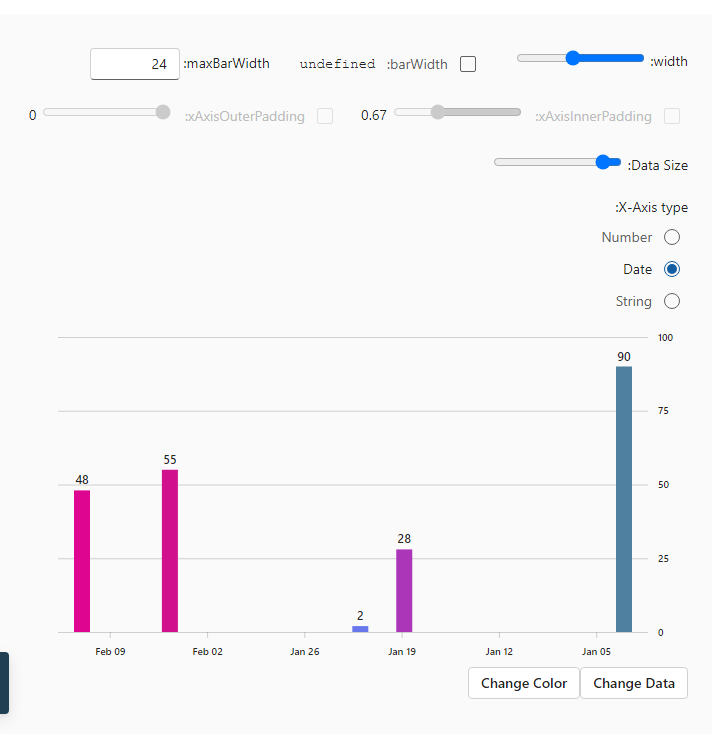 width:
barWidth: undefined
maxBarWidth: 24
xAxisInnerPadding: 0.67
xAxisOuterPadding: 0
Data Size:
X-Axis type:
Number
Date
String
100
75
50
25
0
90
28
2
55
48
Jan 05
Jan 12
Jan 19
Jan 26
Feb 02
Feb 09
Change Data
Change Color